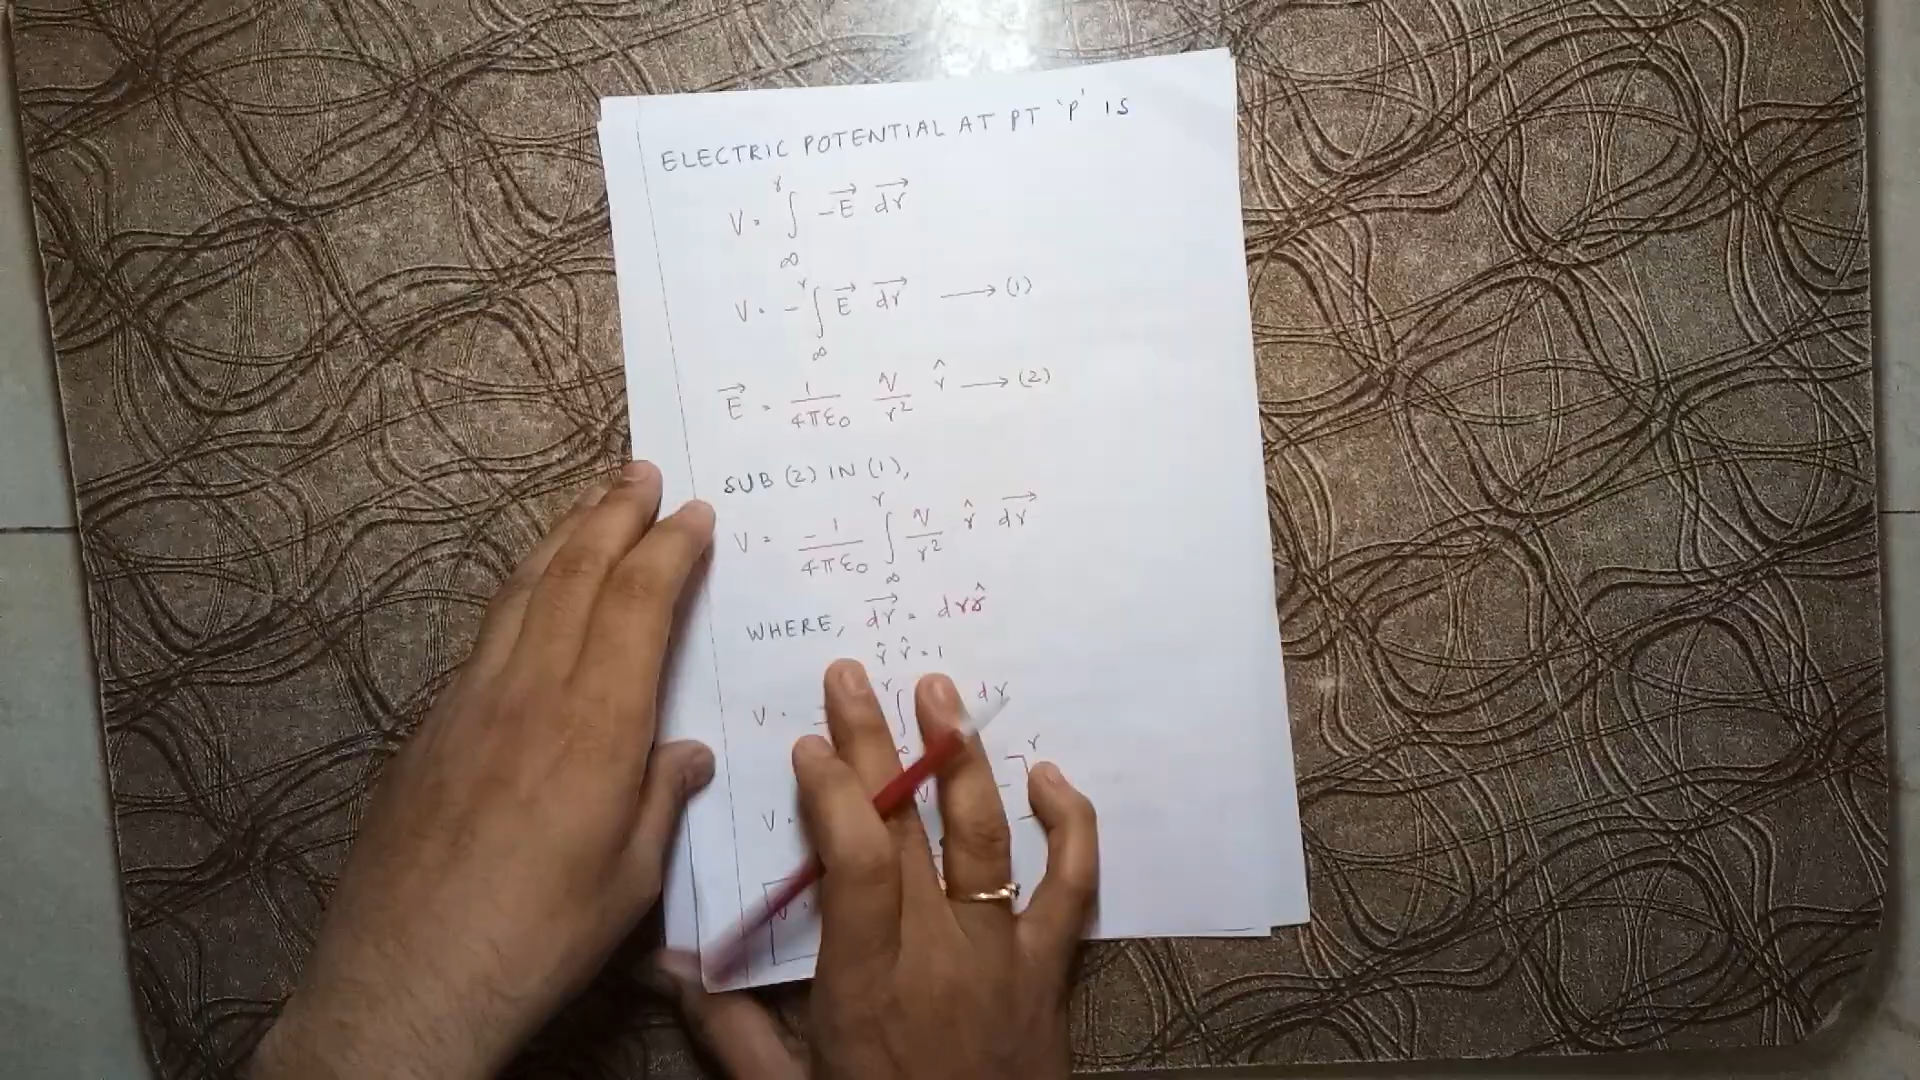 ELECTRIC POTENTIAL AT PT 'P' IS
V = ∫_∞^r -E⃗ dr⃗
V = - ∫_∞^r E⃗ dr⃗ ⟶ (1)
E⃗ = 1/4πε₀ q/r² r̂ ⟶ (2)
SUB (2) IN (1),
V = -1/4πε₀ ∫_∞^r q/r² r̂ dr⃗
WHERE, dr⃗ = dr r̂
r̂ r̂ = 1
V = ∫_∞^r dr
V = ]^r
V =